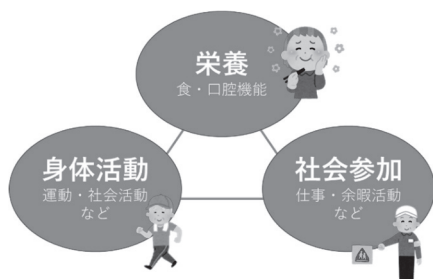 栄養
食・口腔機能
身体活動
運動・社会活動
など
社会参加
仕事・余暇活動
など